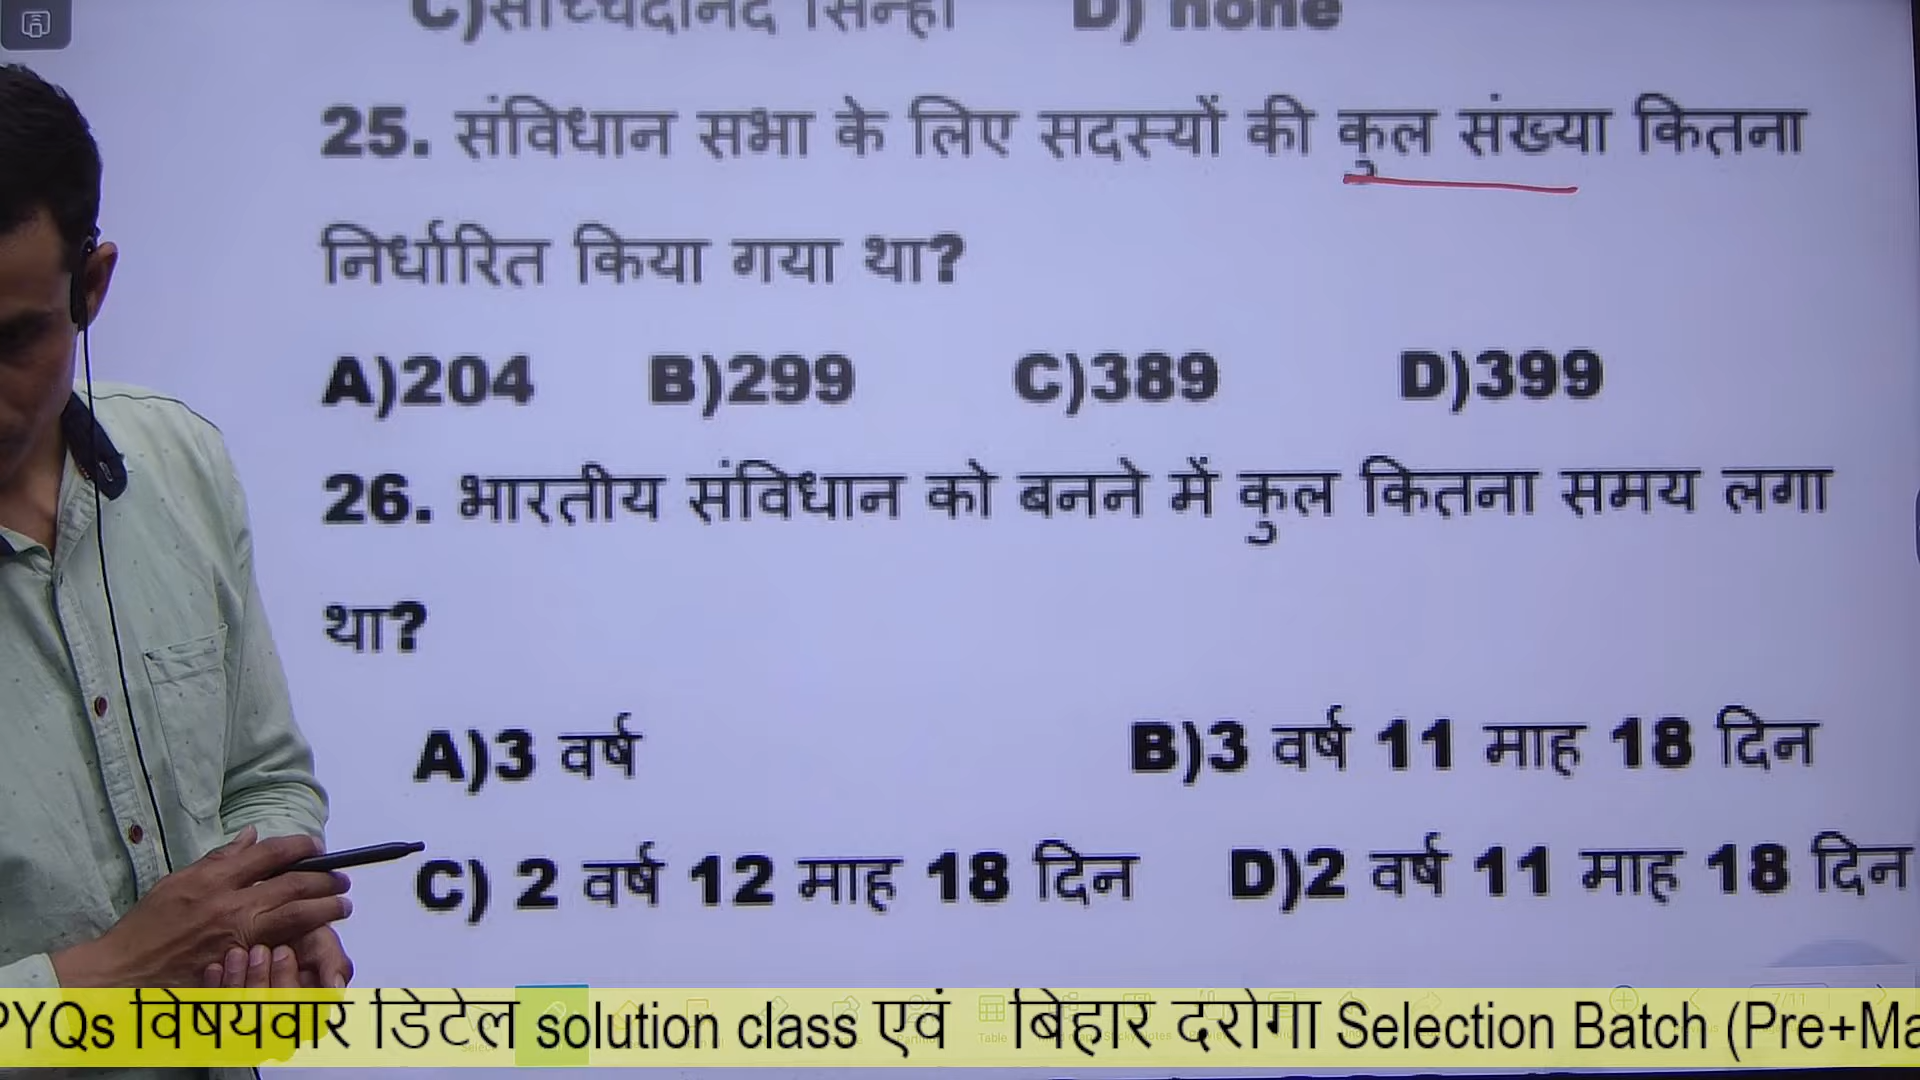 C)सच्चिदानंद सिन्हा D) none
25. संविधान सभा के लिए सदस्यों की कुल संख्या कितना
निर्धारित किया गया था?
A)204 B)299 C)389 D)399
26. भारतीय संविधान को बनने में कुल कितना समय लगा
था?
A)3 वर्ष B)3 वर्ष 11 माह 18 दिन
C) 2 वर्ष 12 माह 18 दिन D)2 वर्ष 11 माह 18 दिन
PYQs विषयवार डिटेल solution class एवं बिहार दरोगा Selection Batch (Pre+Ma